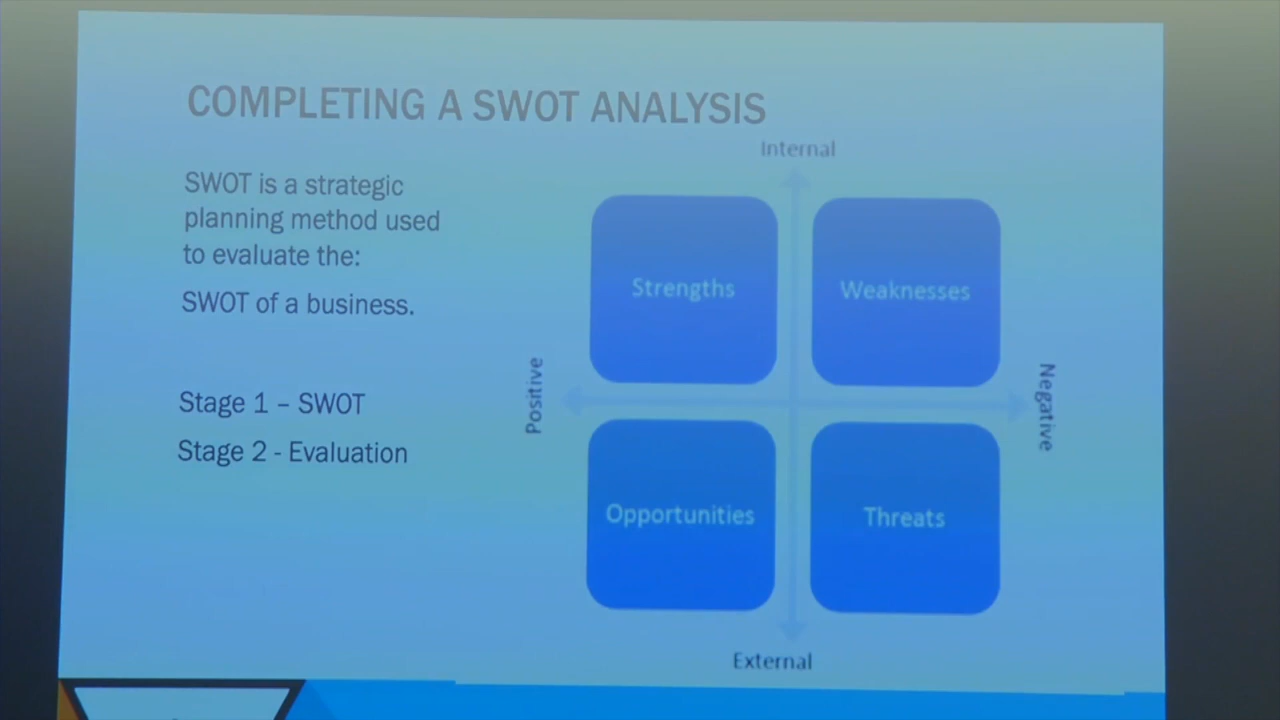 COMPLETING A SWOT ANALYSIS
SWOT is a strategic
planning method used
to evaluate the:
SWOT of a business.
Stage 1 – SWOT
Stage 2 - Evaluation
Internal
Strengths
Weaknesses
Positive
Negative
Opportunities
Threats
External